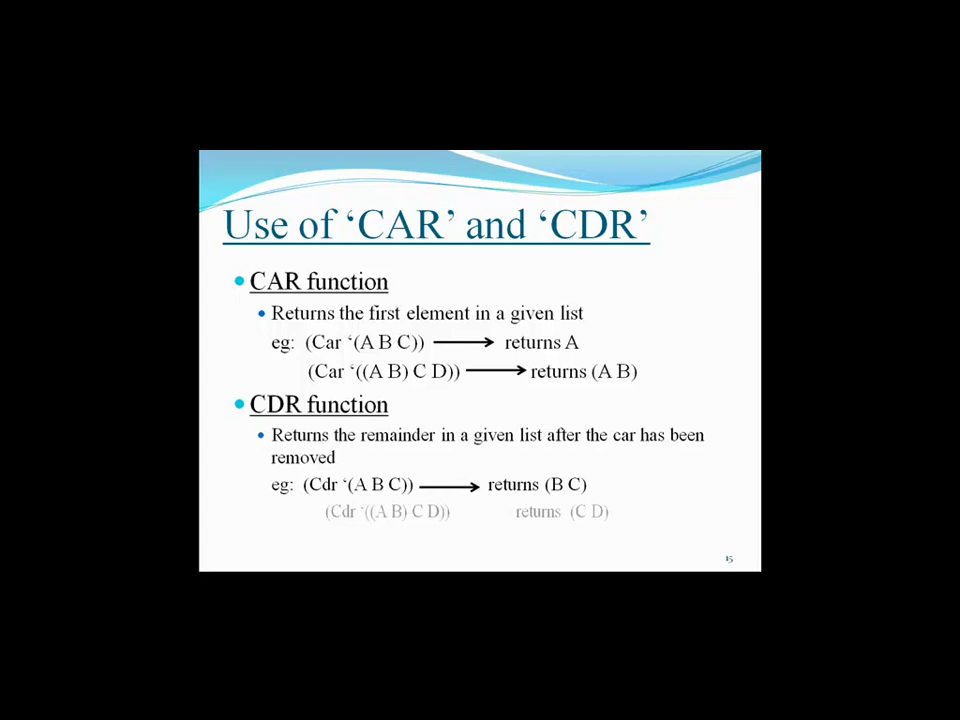 Use of ‘CAR’ and ‘CDR’
CAR function
Returns the first element in a given list
eg: (Car ‘(A B C)) returns A
(Car ‘((A B) C D)) returns (A B)
CDR function
Returns the remainder in a given list after the car has been
removed
eg: (Cdr ‘(A B C)) returns (B C)
(Cdr ‘((A B) C D)) returns (C D)
15